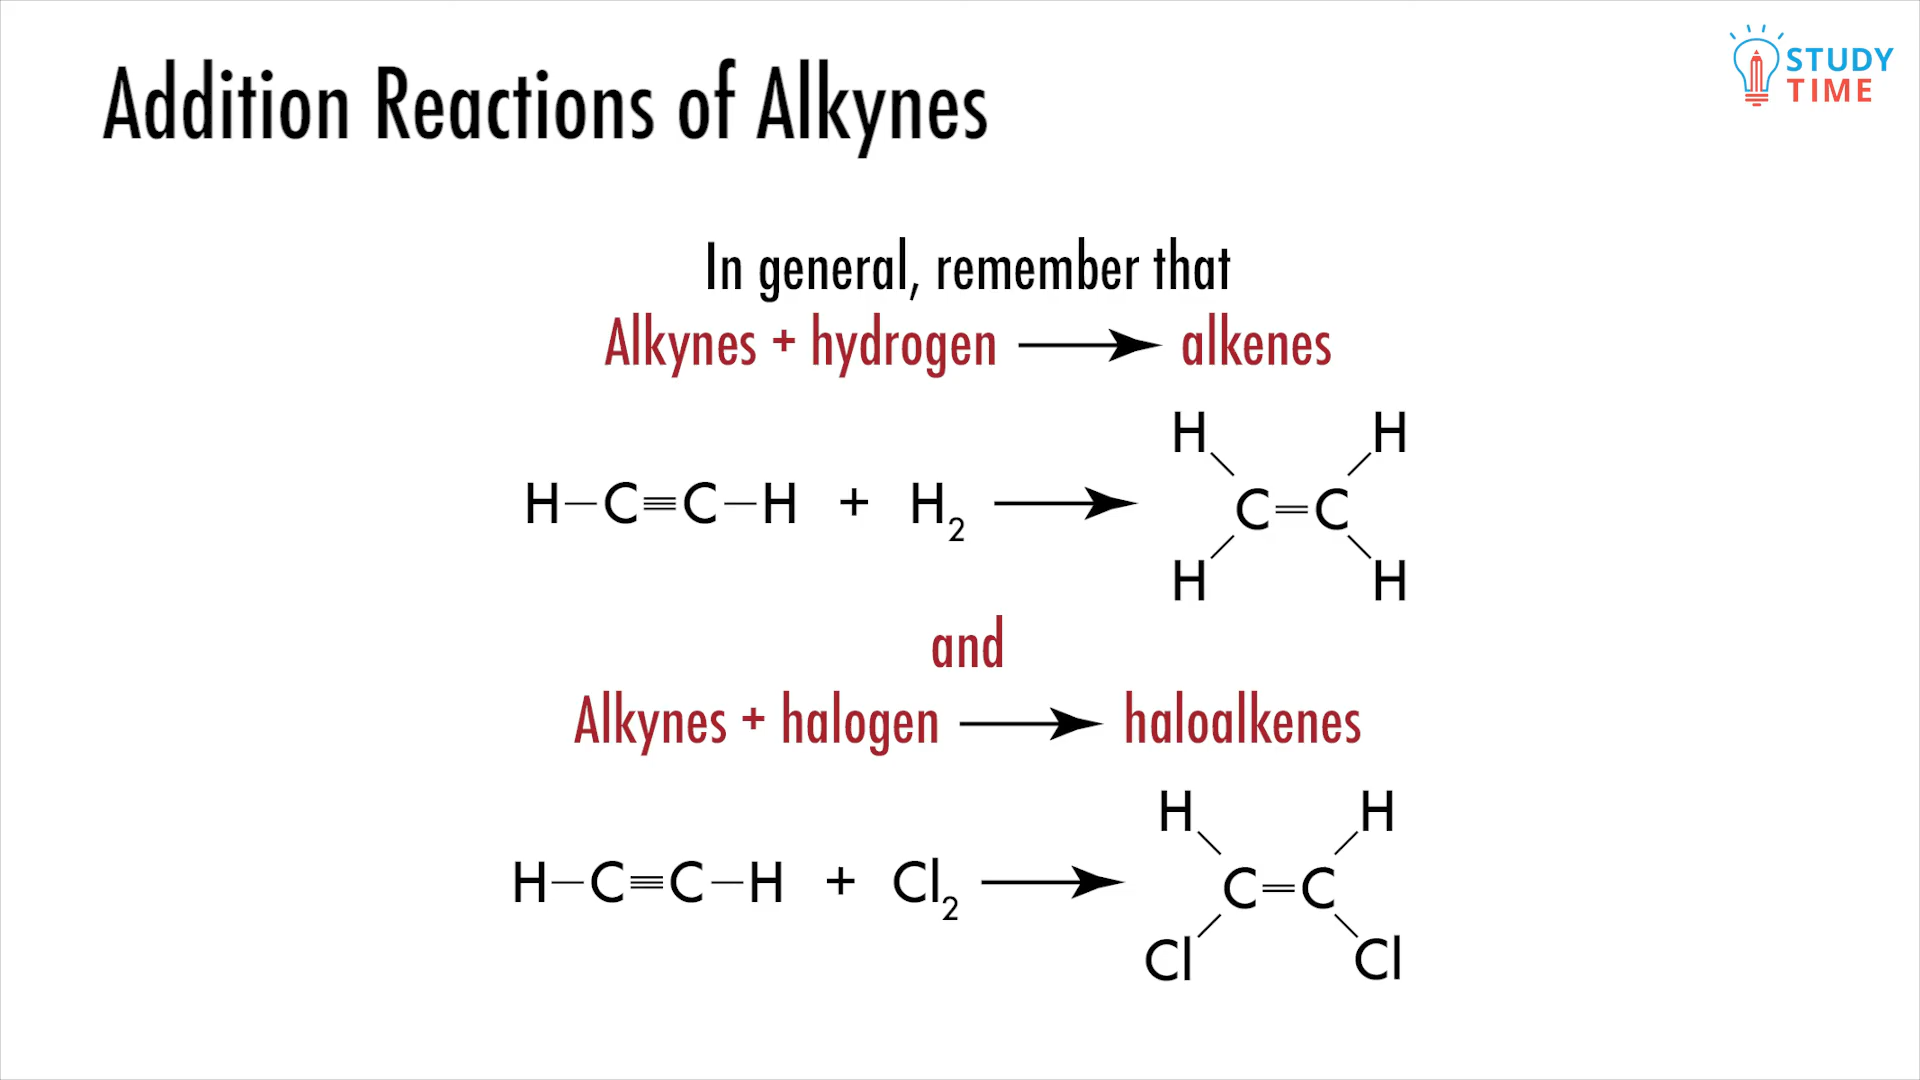 Addition Reactions of Alkynes
STUDY
TIME
In general, remember that
Alkynes + hydrogen ⟶ alkenes
H H
H–C≡C–H + H₂ ⟶ C=C
H H
and
Alkynes + halogen ⟶ haloalkenes
H H
H–C≡C–H + Cl₂ ⟶ C=C
Cl Cl